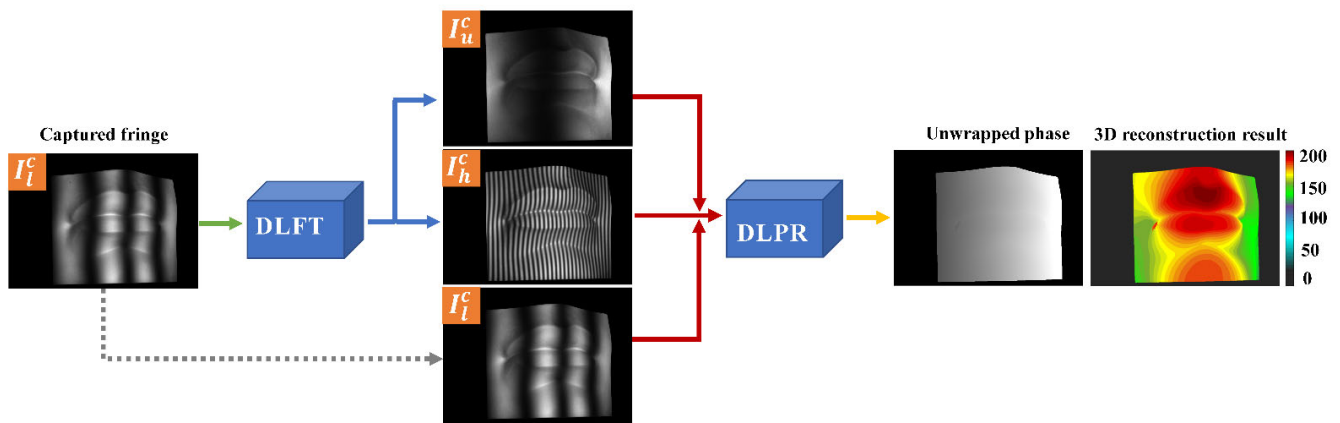 Captured fringe
I_l^c
DLFT
I_u^c
I_h^c
I_l^c
DLPR
Unwrapped phase
3D reconstruction result
200
150
100
50
0